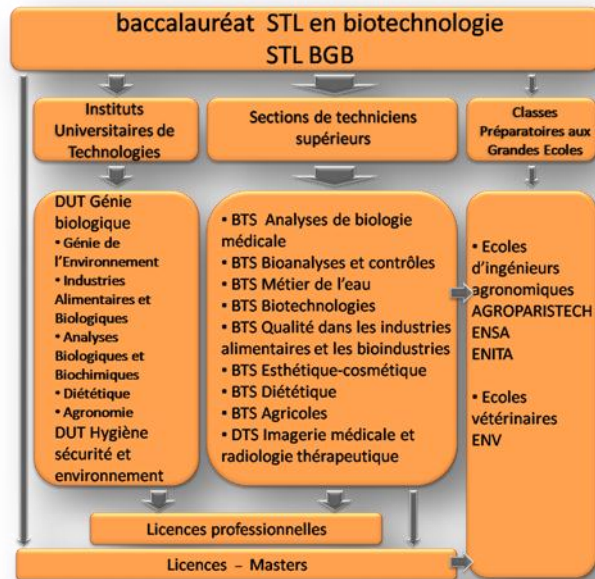 baccalauréat STL en biotechnologie
STL BGB
Instituts
Universitaires de
Technologies
Sections de techniciens
supérieurs
Classes
Préparatoires aux
Grandes Ecoles
DUT Génie
biologique
• Génie de
l'Environnement
• Industries
Alimentaires et
Biologiques
• Analyses
Biologiques et
Biochimiques
• Diététique
• Agronomie
DUT Hygiène
sécurité et
environnement
• BTS Analyses de biologie
médicale
• BTS Bioanalyses et contrôles
• BTS Métier de l'eau
• BTS Biotechnologies
• BTS Qualité dans les industries
alimentaires et les bioindustries
• BTS Esthétique-cosmétique
• BTS Diététique
• BTS Agricoles
• DTS Imagerie médicale et
radiologie thérapeutique
• Ecoles
d'ingénieurs
agronomiques
AGROPARISTECH
ENSA
ENITA
• Ecoles
vétérinaires
ENV
Licences professionnelles
Licences – Masters